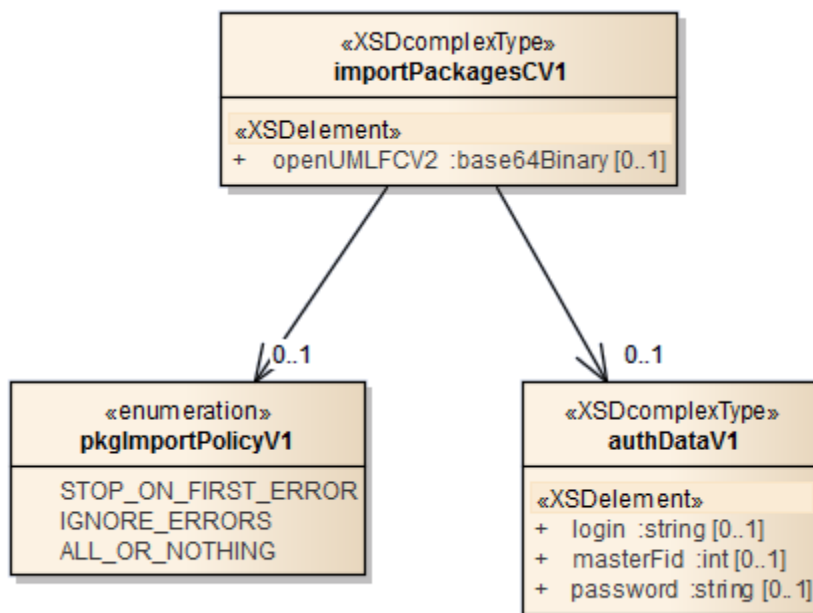 «XSDcomplexType»
importPackagesCV1
«XSDelement»
+ openUMLFCV2 :base64Binary [0..1]
0..1
0..1
«enumeration»
pkgImportPolicyV1
STOP_ON_FIRST_ERROR
IGNORE_ERRORS
ALL_OR_NOTHING
«XSDcomplexType»
authDataV1
«XSDelement»
+ login :string [0..1]
+ masterFid :int [0..1]
+ password :string [0..1]